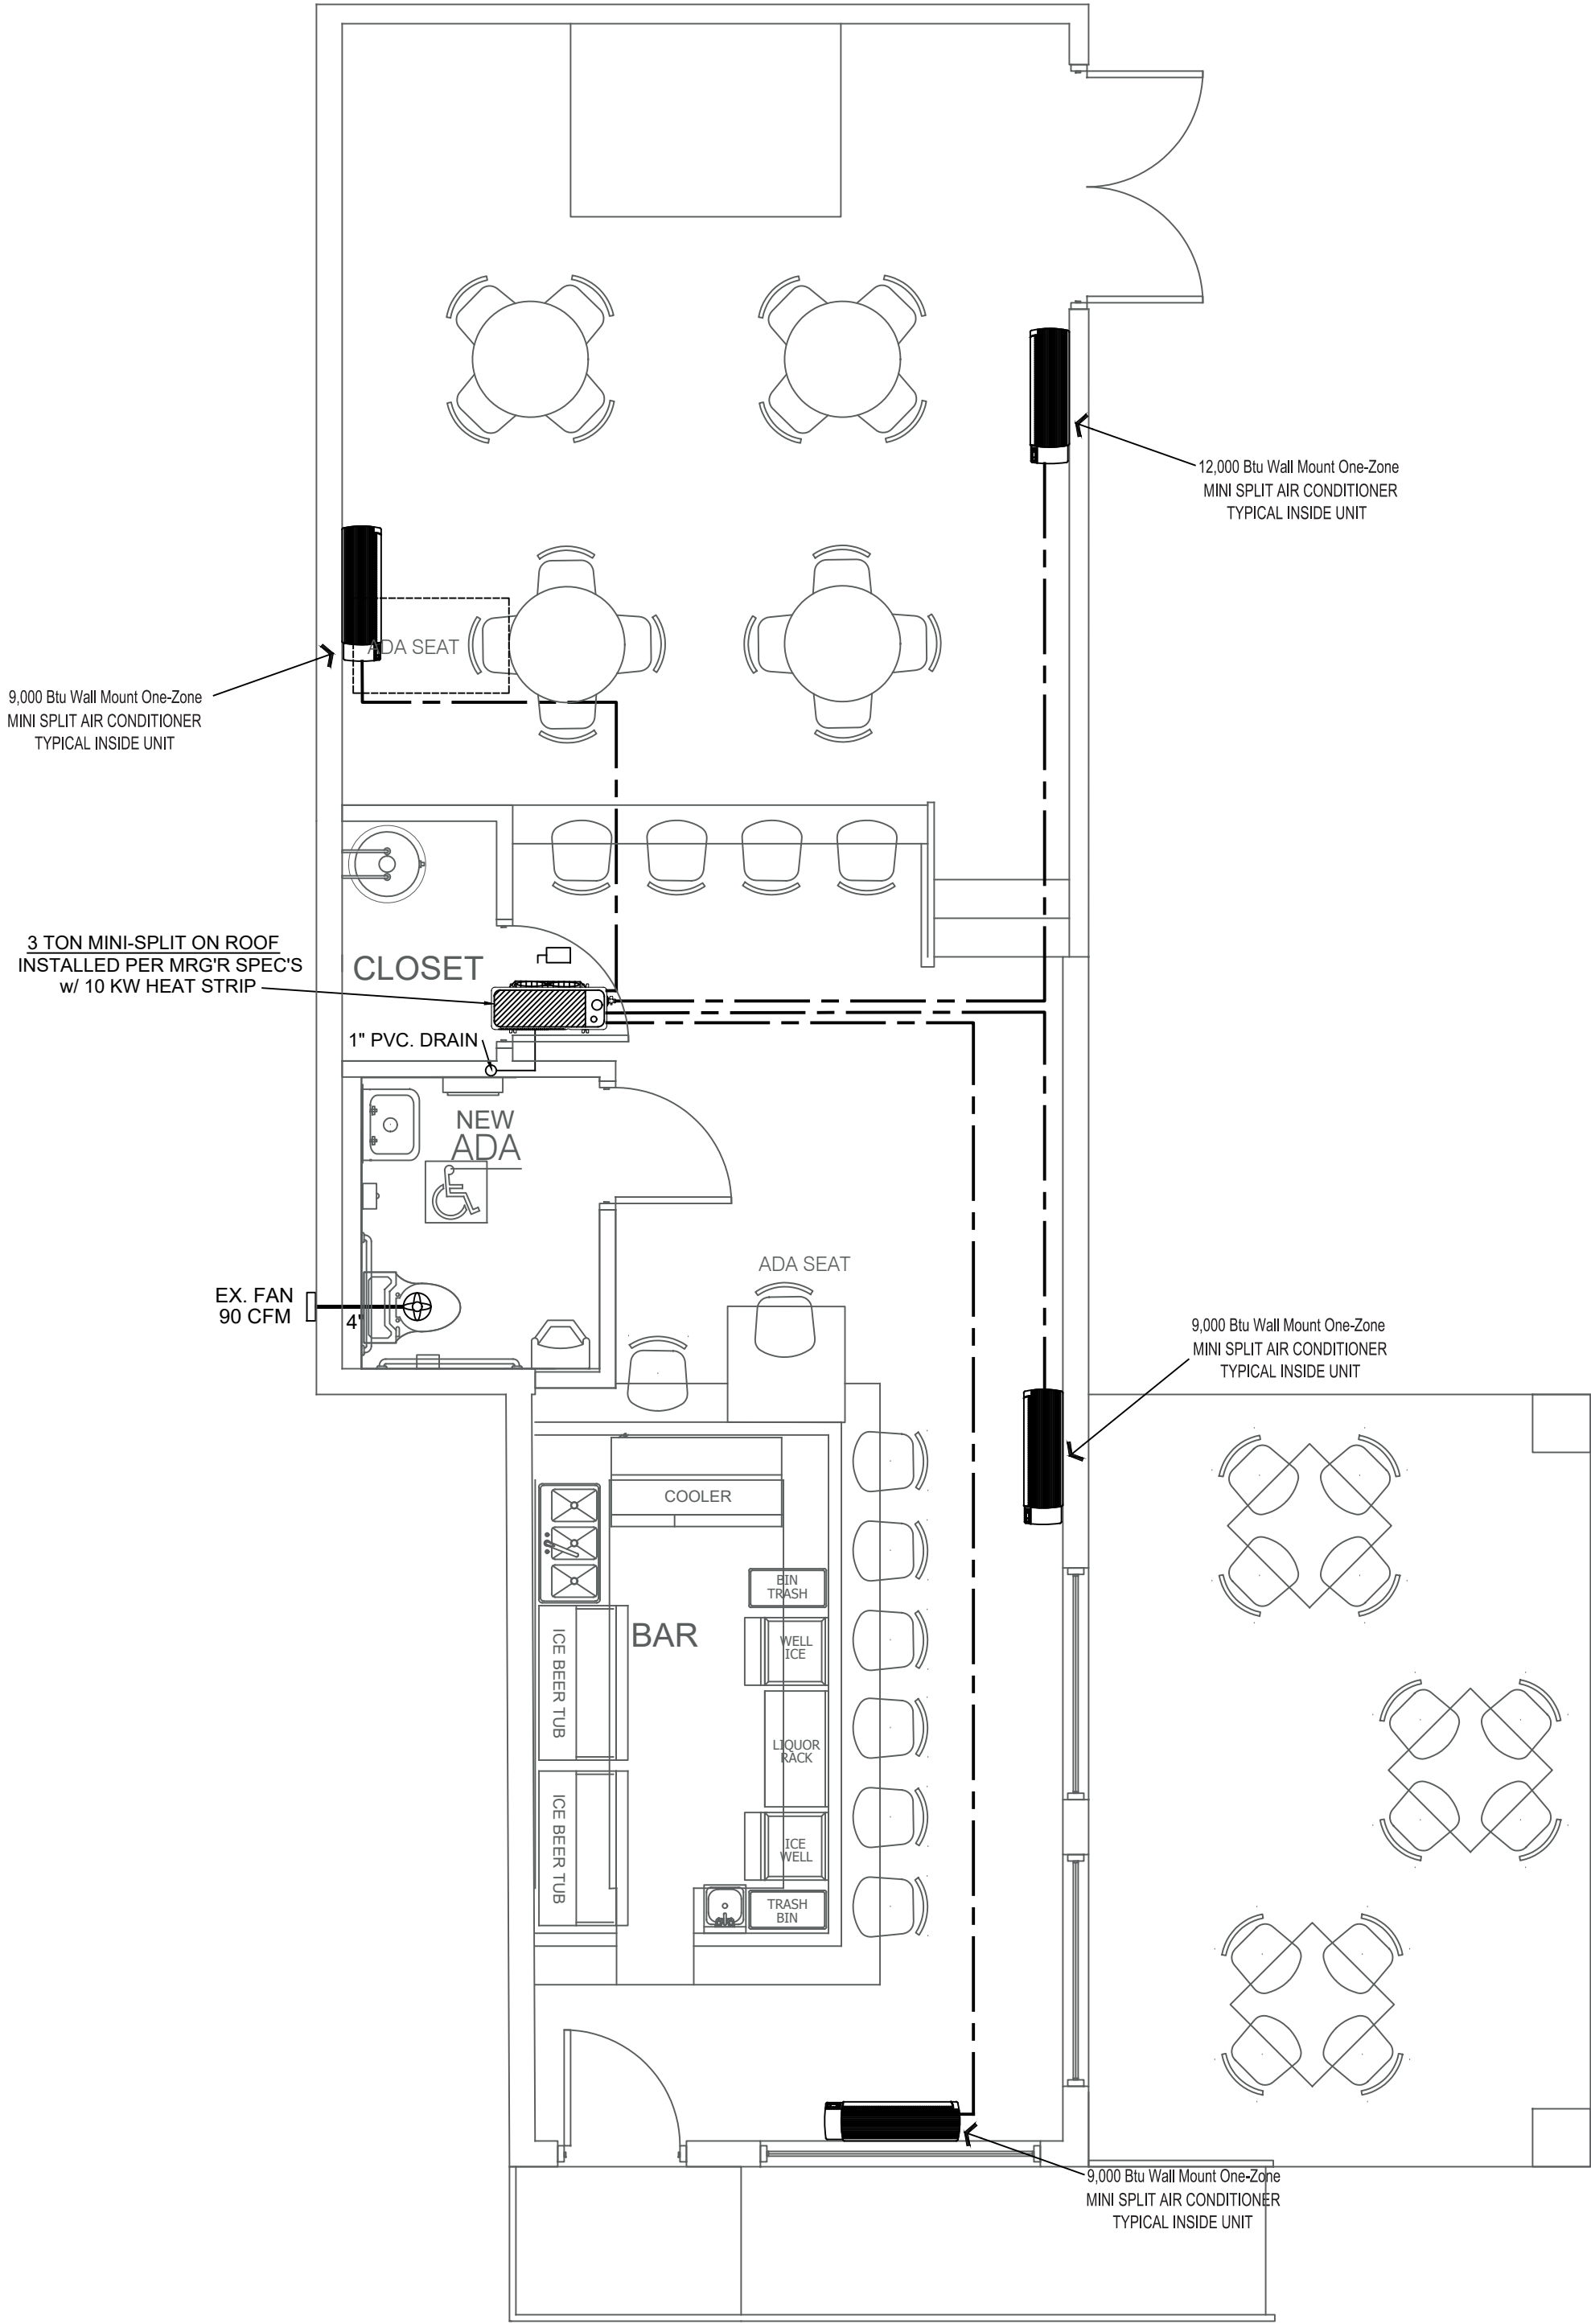 12,000 Btu Wall Mount One-Zone
MINI SPLIT AIR CONDITIONER
TYPICAL INSIDE UNIT
ADA SEAT
9,000 Btu Wall Mount One-Zone
MINI SPLIT AIR CONDITIONER
TYPICAL INSIDE UNIT
3 TON MINI-SPLIT ON ROOF
INSTALLED PER MRG'R SPEC'S
w/ 10 KW HEAT STRIP
CLOSET
1" PVC. DRAIN
NEW
ADA
ADA SEAT
EX. FAN
90 CFM
4"
9,000 Btu Wall Mount One-Zone
MINI SPLIT AIR CONDITIONER
TYPICAL INSIDE UNIT
COOLER
BIN
TRASH
BAR
WELL
ICE
ICE BEER TUB
LIQUOR
RACK
ICE BEER TUB
ICE
WELL
TRASH
BIN
9,000 Btu Wall Mount One-Zone
MINI SPLIT AIR CONDITIONER
TYPICAL INSIDE UNIT